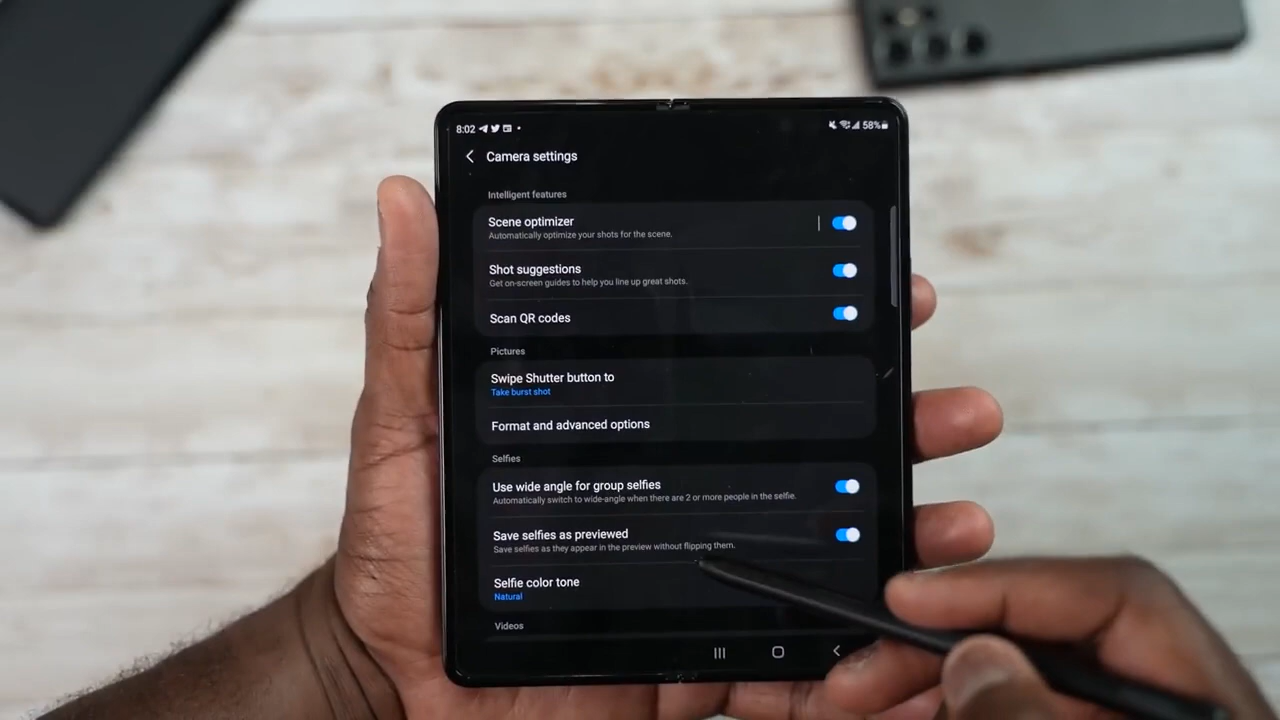 8:02 58%
Camera settings
Intelligent features
Scene optimizer
Automatically optimize your shots for the scene.
Shot suggestions
Get on-screen guides to help you line up great shots.
Scan QR codes
Pictures
Swipe Shutter button to
Take burst shot
Format and advanced options
Selfies
Use wide angle for group selfies
Automatically switch to wide-angle when there are 2 or more people in the selfie.
Save selfies as previewed
Save selfies as they appear in the preview without flipping them.
Selfie color tone
Natural
Videos